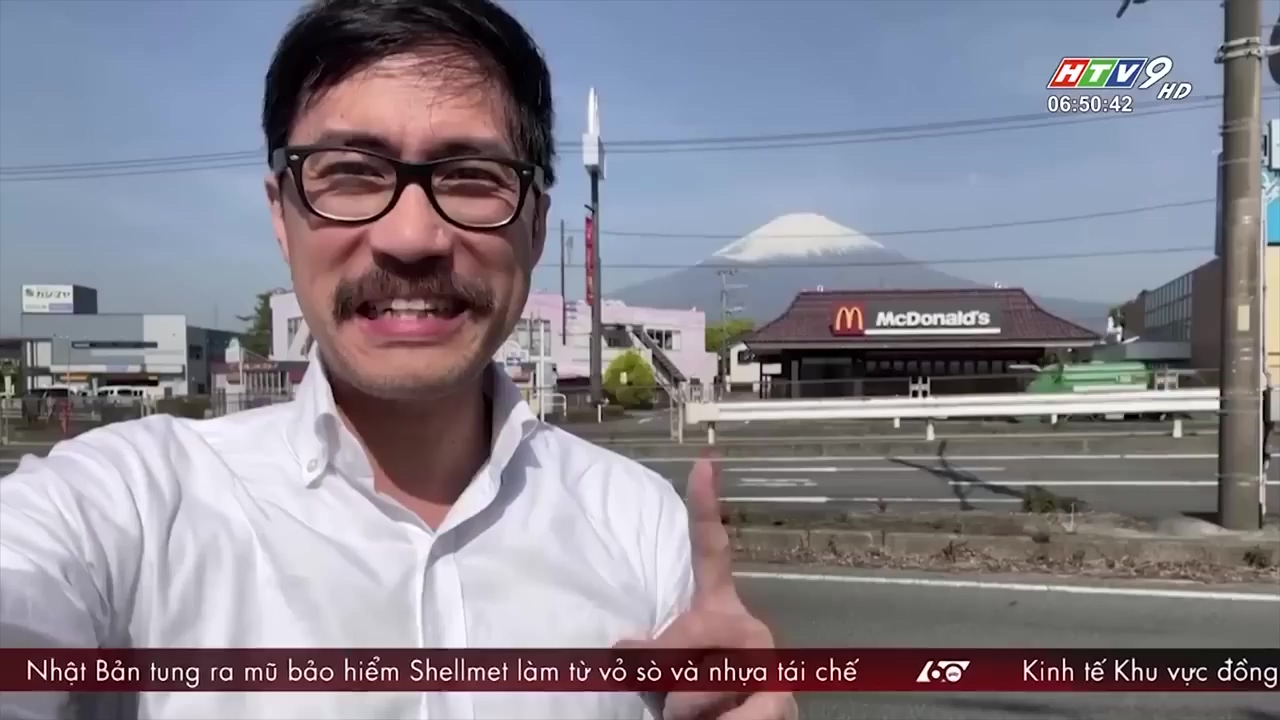 HTV9 HD
06:50:42
McDonald's
Nhật Bản tung ra mũ bảo hiểm Shellmet làm từ vỏ sò và nhựa tái chế
Kinh tế Khu vực đồng